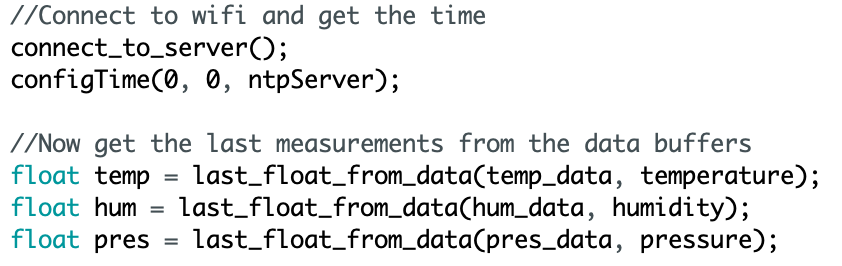 //Connect to wifi and get the time
connect_to_server();
configTime(0, 0, ntpServer);
//Now get the last measurements from the data buffers
float temp = last_float_from_data(temp_data, temperature);
float hum = last_float_from_data(hum_data, humidity);
float pres = last_float_from_data(pres_data, pressure);